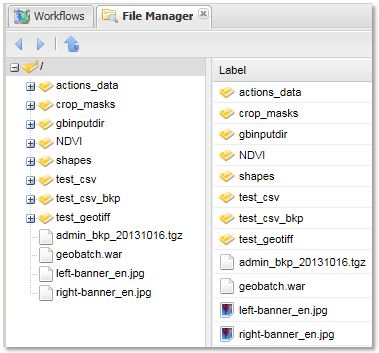 Workflows
File Manager
/
actions_data
crop_masks
gbinputdir
NDVI
shapes
test_csv
test_csv_bkp
test_geotiff
admin_bkp_20131016.tgz
geobatch.war
left-banner_en.jpg
right-banner_en.jpg
Label
actions_data
crop_masks
gbinputdir
NDVI
shapes
test_csv
test_csv_bkp
test_geotiff
admin_bkp_20131016.tgz
geobatch.war
left-banner_en.jpg
right-banner_en.jpg